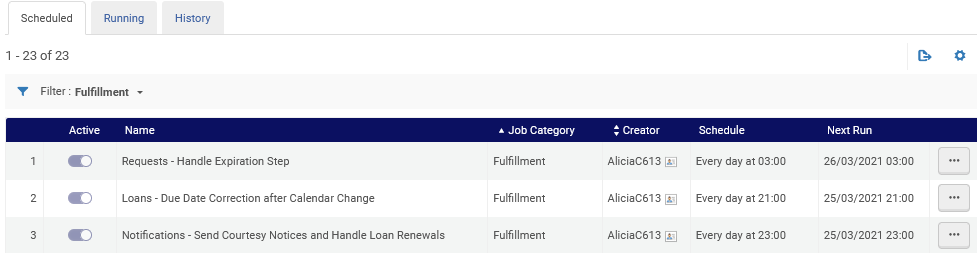 Scheduled Running History
1 - 23 of 23
Filter : Fulfillment
Active Name Job Category Creator Schedule Next Run
1 Requests - Handle Expiration Step Fulfillment AliciaC613 Every day at 03:00 26/03/2021 03:00
2 Loans - Due Date Correction after Calendar Change Fulfillment AliciaC613 Every day at 21:00 25/03/2021 21:00
3 Notifications - Send Courtesy Notices and Handle Loan Renewals Fulfillment AliciaC613 Every day at 23:00 25/03/2021 23:00